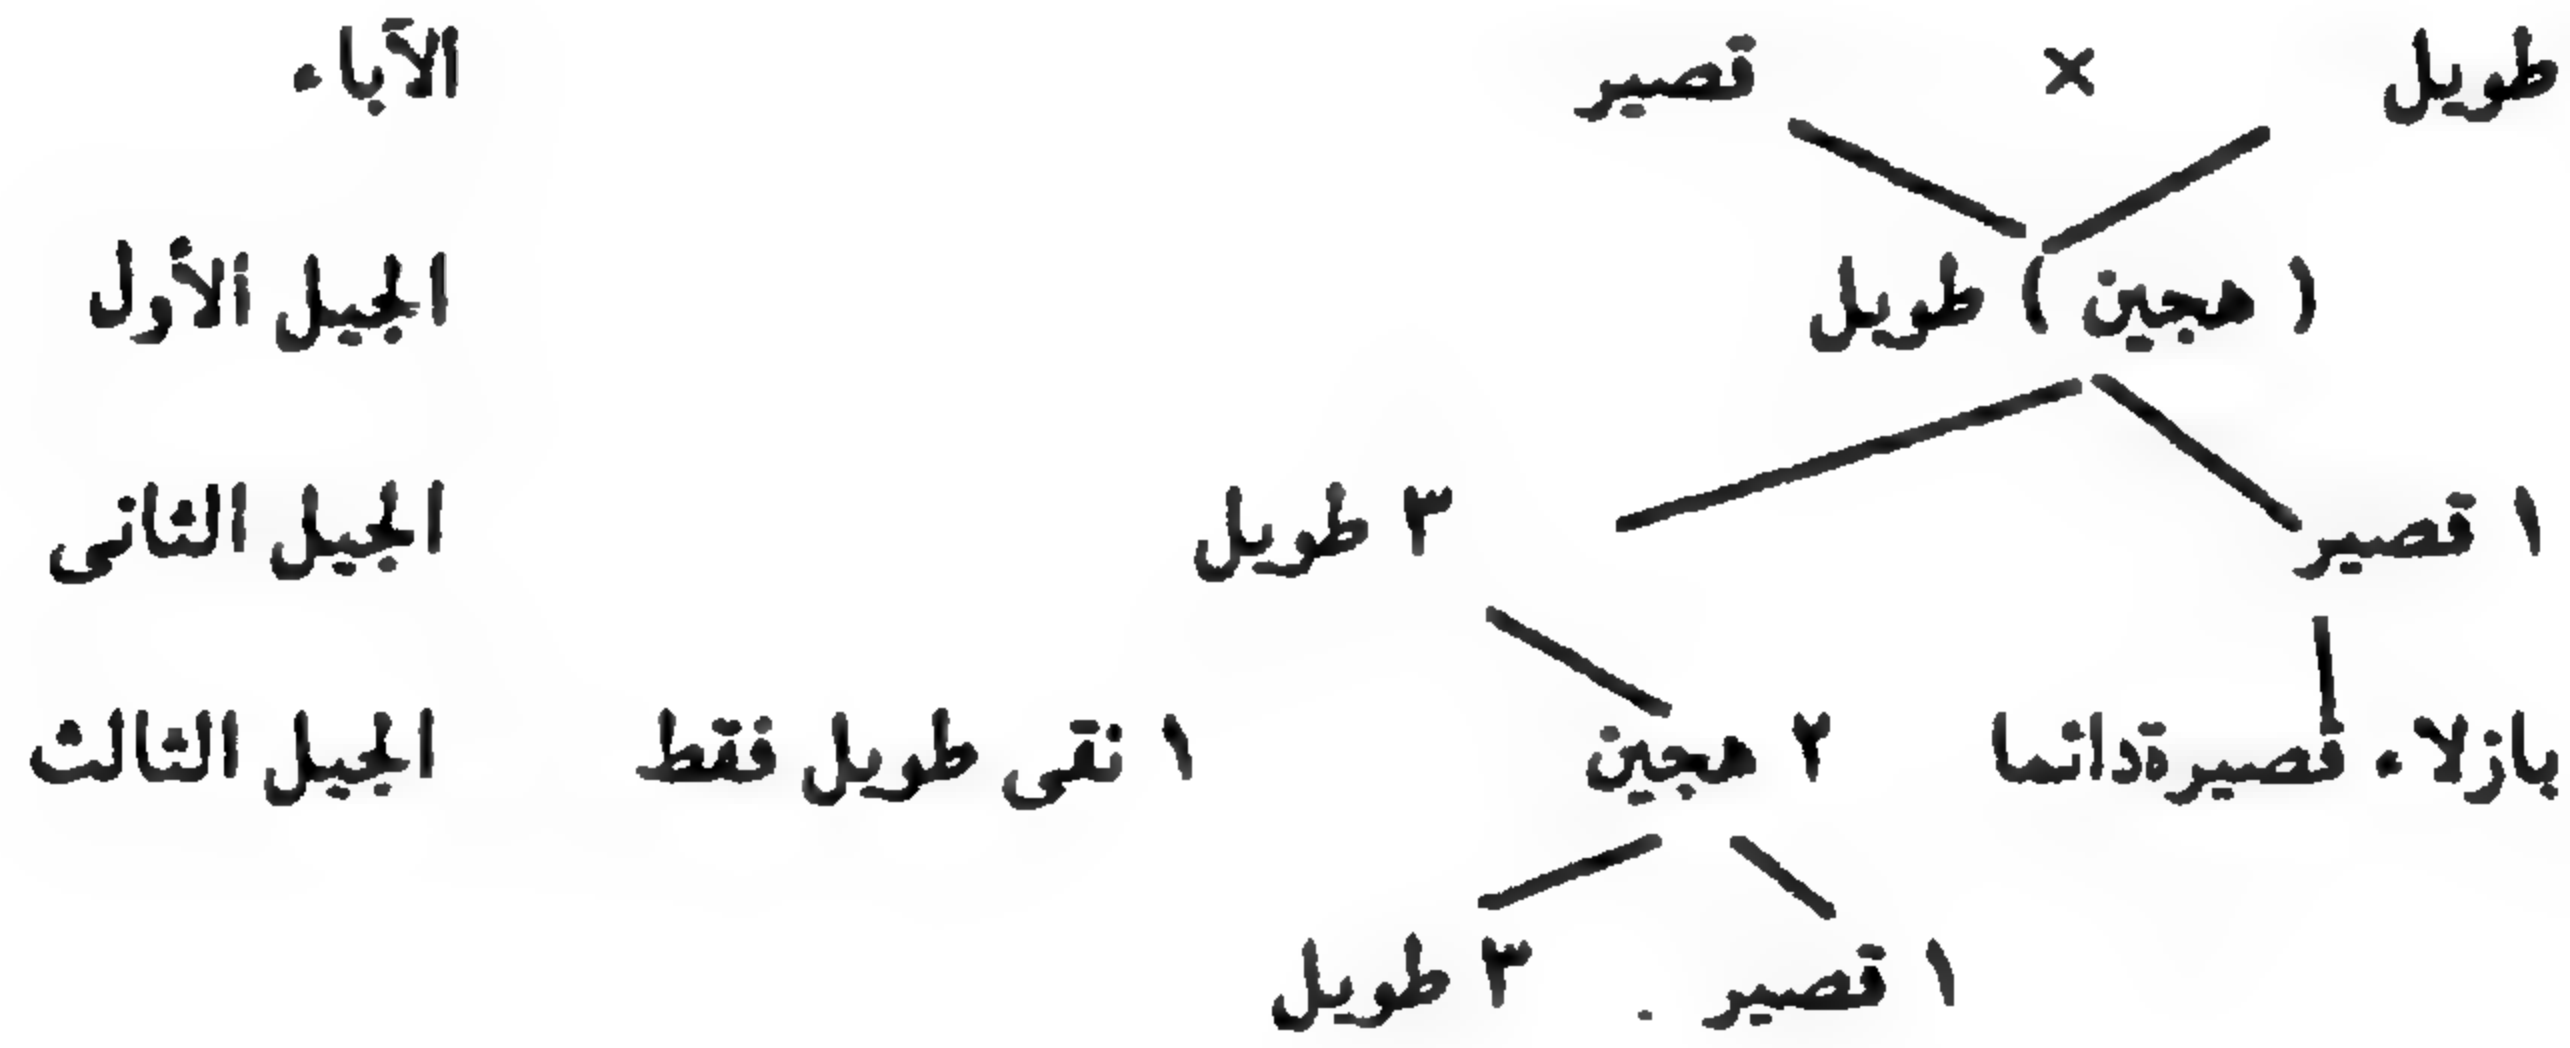 طويل × قصير الآباء
( هجين ) طويل الجيل الأول
١ قصير ٣ طويل الجيل الثانى
بازلاء قصيرة دائما ٢ هجين ١ نقى طويل فقط الجيل الثالث
١ قصير . ٣ طويل